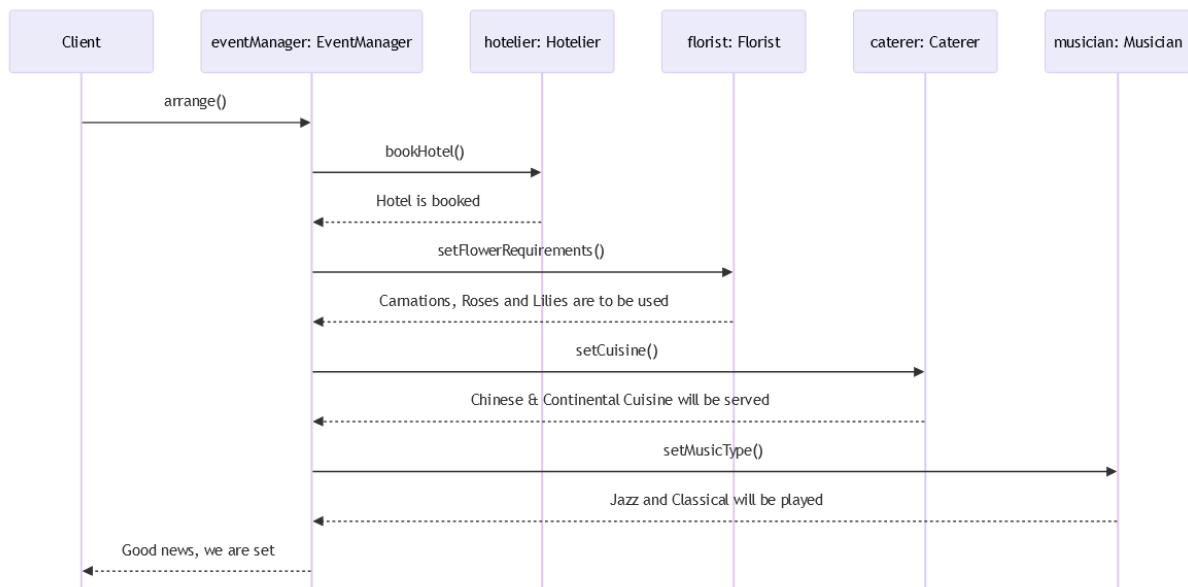 Client
eventManager: EventManager
hotelier: Hotelier
florist: Florist
caterer: Caterer
musician: Musician
arrange()
bookHotel()
Hotel is booked
setFlowerRequirements()
Carnations, Roses and Lilies are to be used
setCuisine()
Chinese & Continental Cuisine will be served
setMusicType()
Jazz and Classical will be played
Good news, we are set